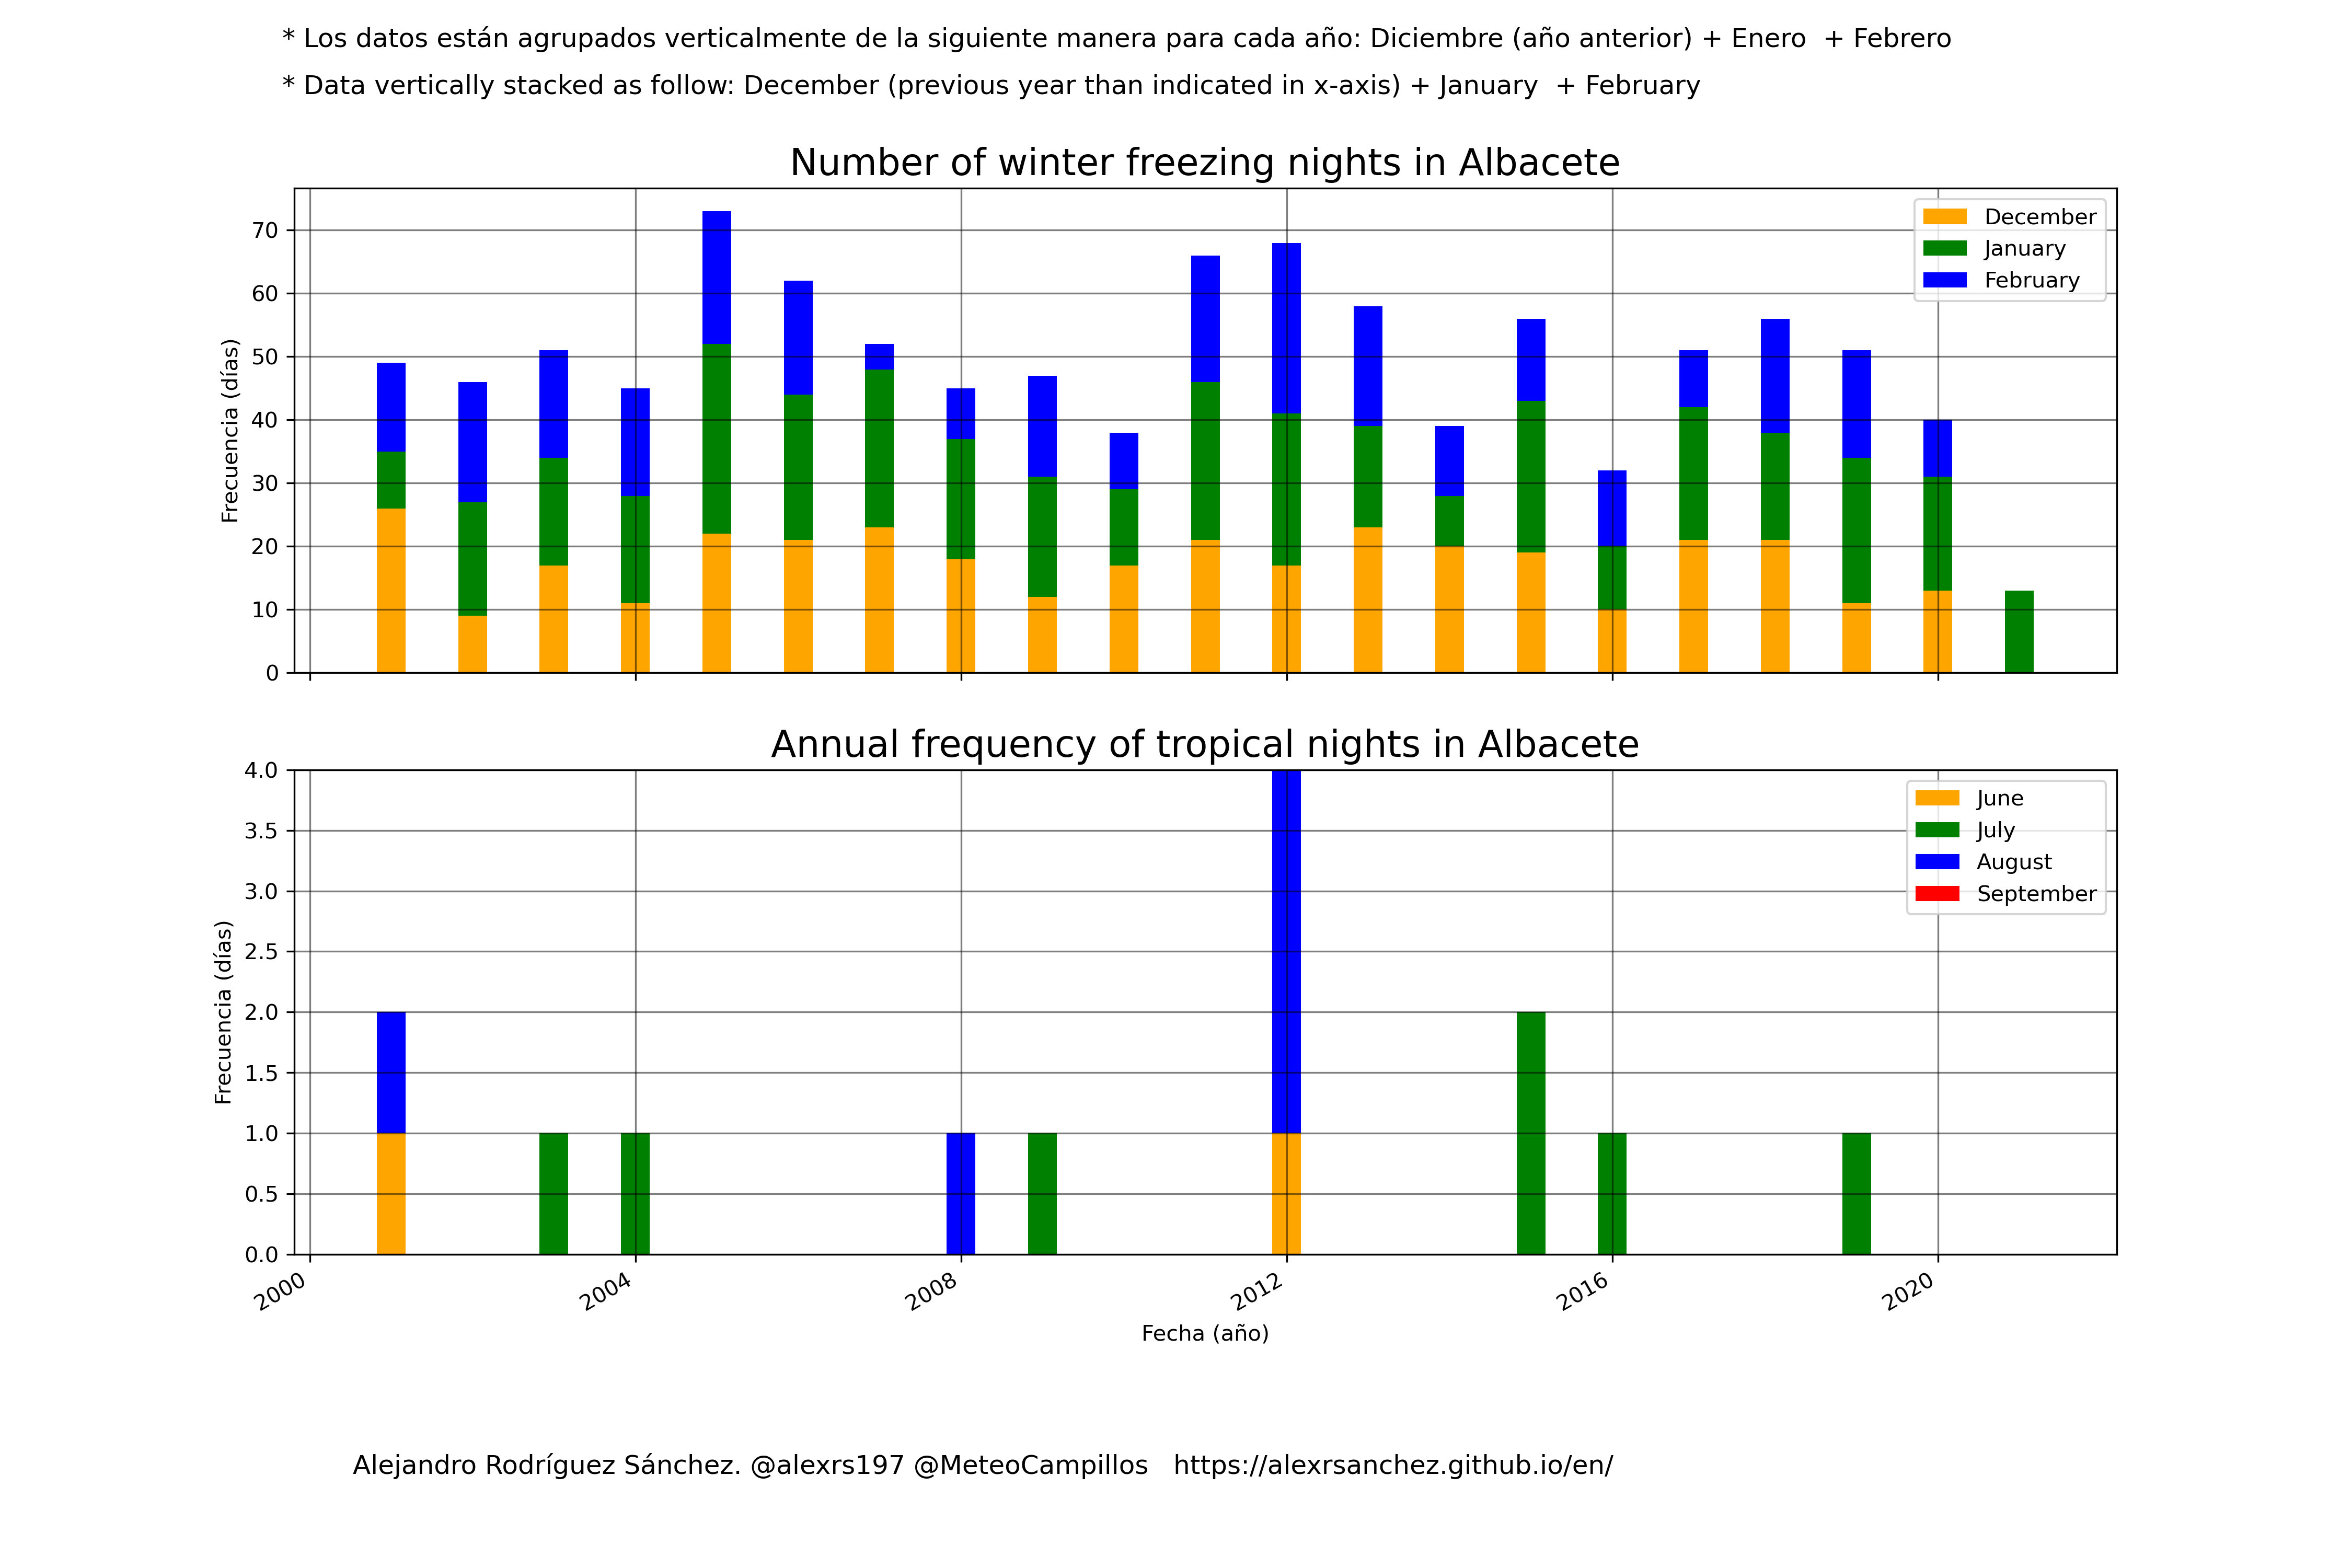 * Los datos están agrupados verticalmente de la siguiente manera para cada año: Diciembre (año anterior) + Enero  + Febrero
* Data vertically stacked as follow: December (previous year than indicated in x-axis) + January  + February
Number of winter freezing nights in Albacete
Frecuencia (días)
70
60
50
40
30
20
10
0
December
January
February
Annual frequency of tropical nights in Albacete
Frecuencia (días)
4.0
3.5
3.0
2.5
2.0
1.5
1.0
0.5
0.0
June
July
August
September
2000 2004 2008 2012 2016 2020
Fecha (año)
Alejandro Rodríguez Sánchez. @alexrs197 @MeteoCampillos   https://alexrsanchez.github.io/en/